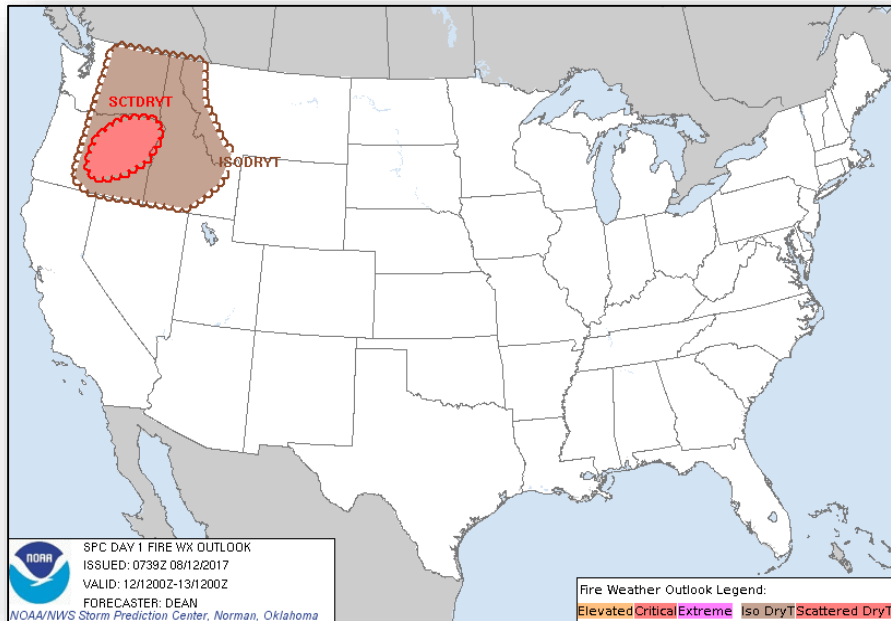 SCTDRYT
ISODRYT
NOAA
SPC DAY 1 FIRE WX OUTLOOK
ISSUED: 0739Z 08/12/2017
VALID: 12/1200Z-13/1200Z
FORECASTER: DEAN
NOAA/NWS Storm Prediction Center, Norman, Oklahoma
Fire Weather Outlook Legend:
Elevated Critical Extreme Iso DryT Scattered DryT